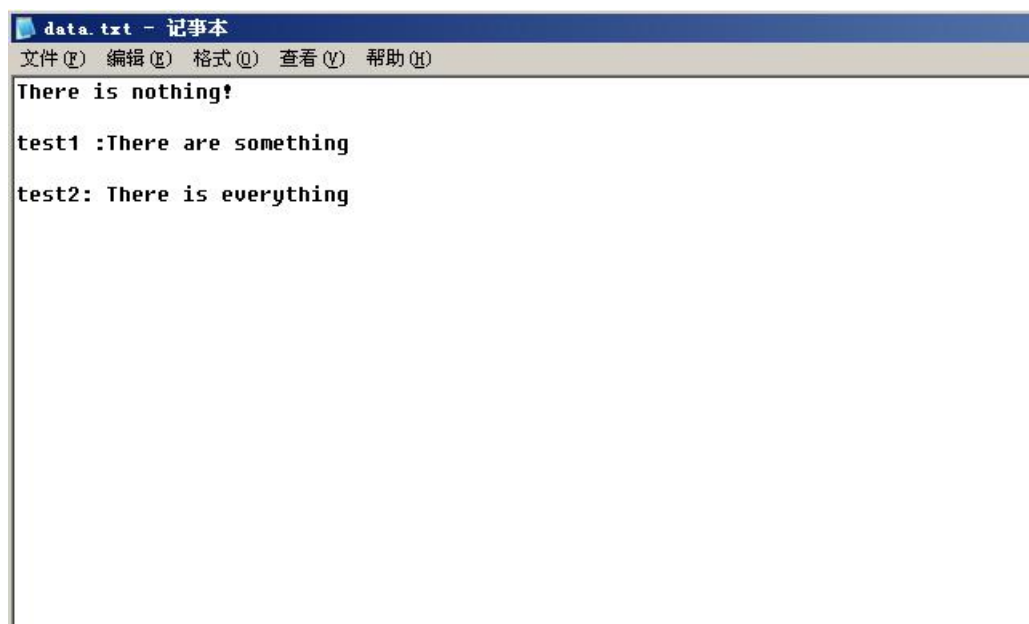 data.txt - 记事本
文件(F) 编辑(E) 格式(O) 查看(V) 帮助(H)
There is nothing!
test1 :There are something
test2: There is everything